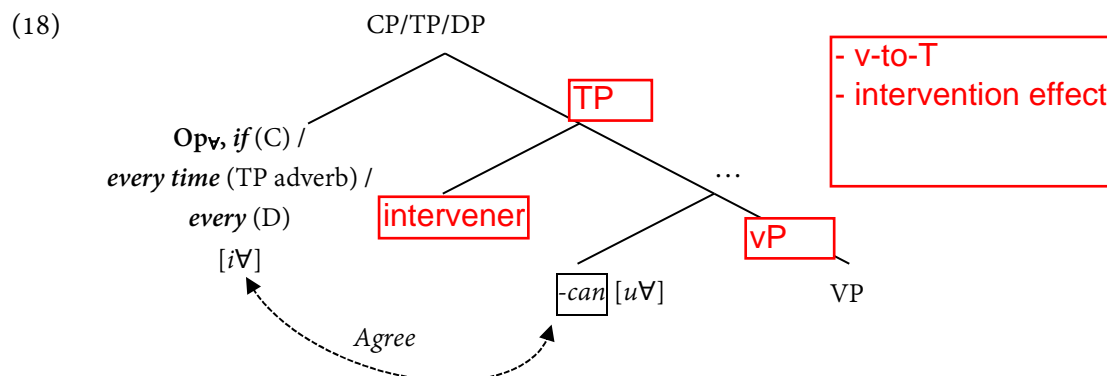 (18)
CP/TP/DP
- v-to-T
- intervention effect
TP
Op∀, if (C) /
every time (TP adverb) /
every (D)
[i∀]
intervener
…
vP
-can [u∀]
VP
Agree